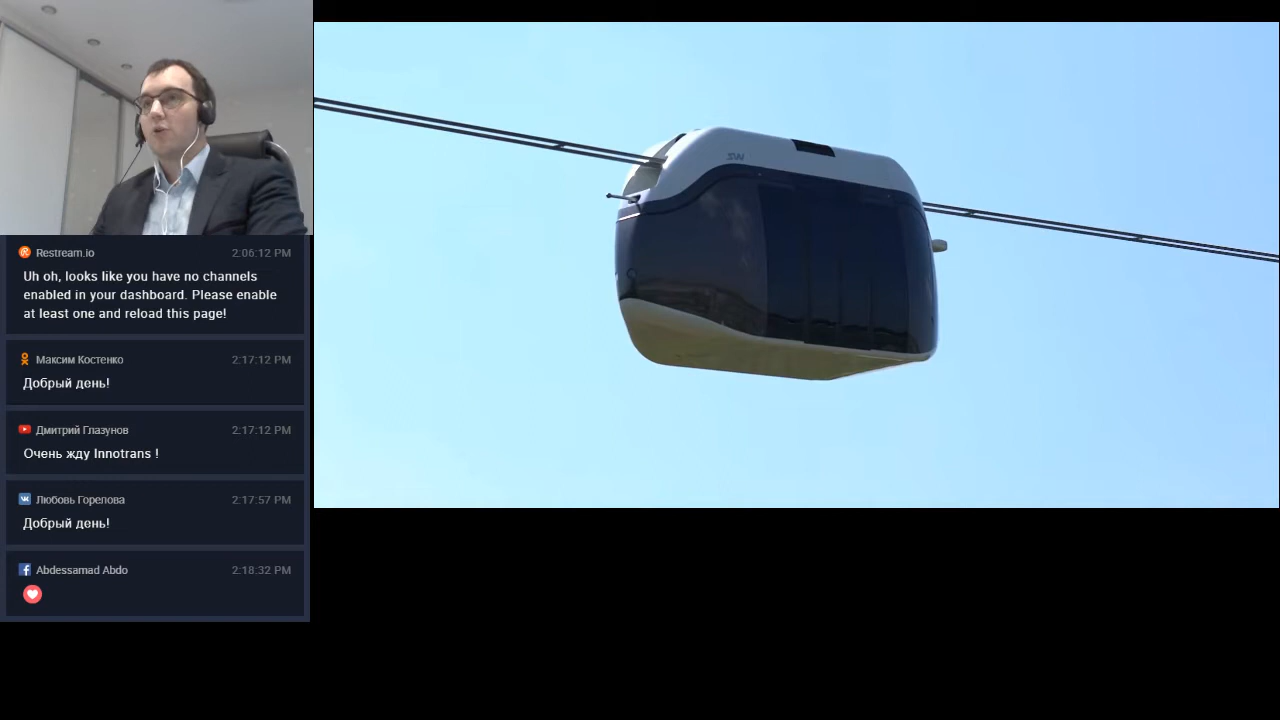 Restream.io 2:06:12 PM
Uh oh, looks like you have no channels
enabled in your dashboard. Please enable
at least one and reload this page!
Максим Костенко 2:17:12 PM
Добрый день!
Дмитрий Глазунов 2:17:12 PM
Очень жду Innotrans !
Любовь Горелова 2:17:57 PM
Добрый день!
Abdessamad Abdo 2:18:32 PM